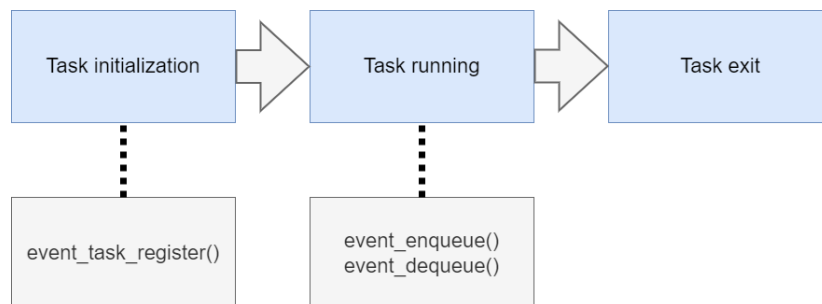 Task initialization
Task running
Task exit
event_task_register()
event_enqueue()
event_dequeue()